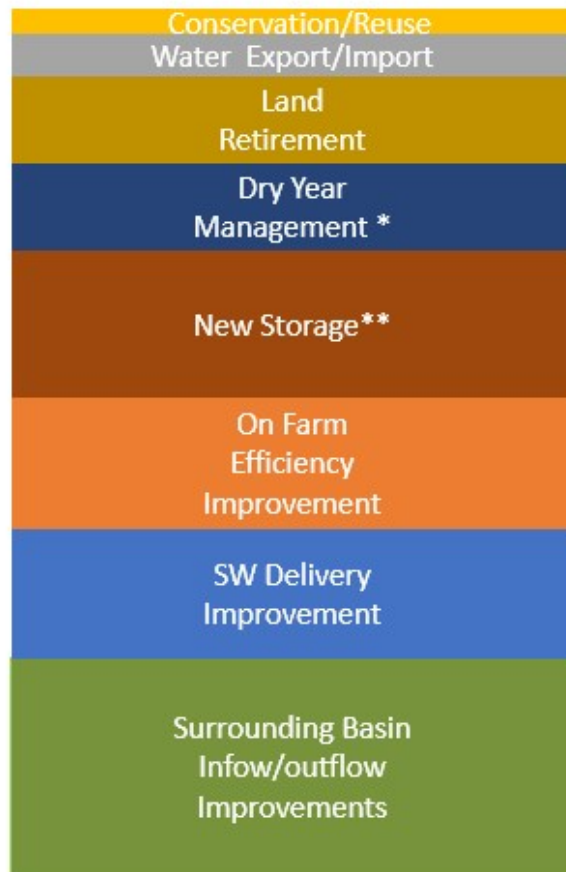 Conservation/Reuse
Water Export/Import
Land
Retirement
Dry Year
Management *
New Storage**
On Farm
Efficiency
Improvement
SW Delivery
Improvement
Surrounding Basin
Infow/outflow
Improvements